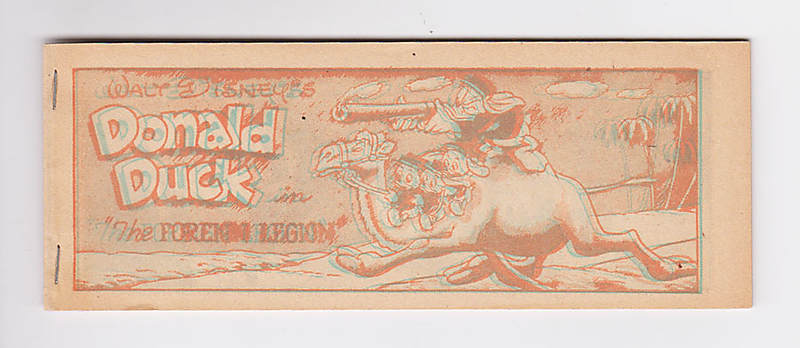 WALT DISNEY'S
Donald
Duck
in
"The FOREIGN LEGION"